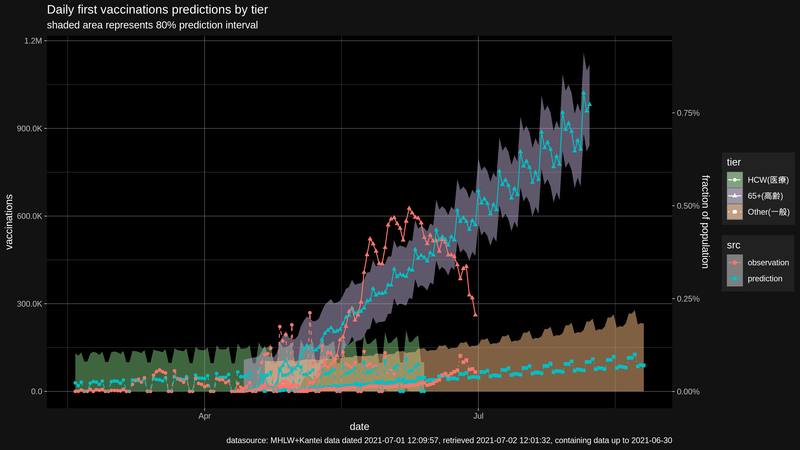 Daily first vaccinations predictions by tier
shaded area represents 80% prediction interval
1.2M
900.0K
600.0K
300.0K
0.0
vaccinations
0.75%
0.50%
0.25%
0.00%
fraction of population
Apr
Jul
date
tier
HCW(医療)
65+(高齢)
Other(一般)
src
observation
prediction
datasource: MHLW+Kantei data dated 2021-07-01 12:09:57, retrieved 2021-07-02 12:01:32, containing data up to 2021-06-30